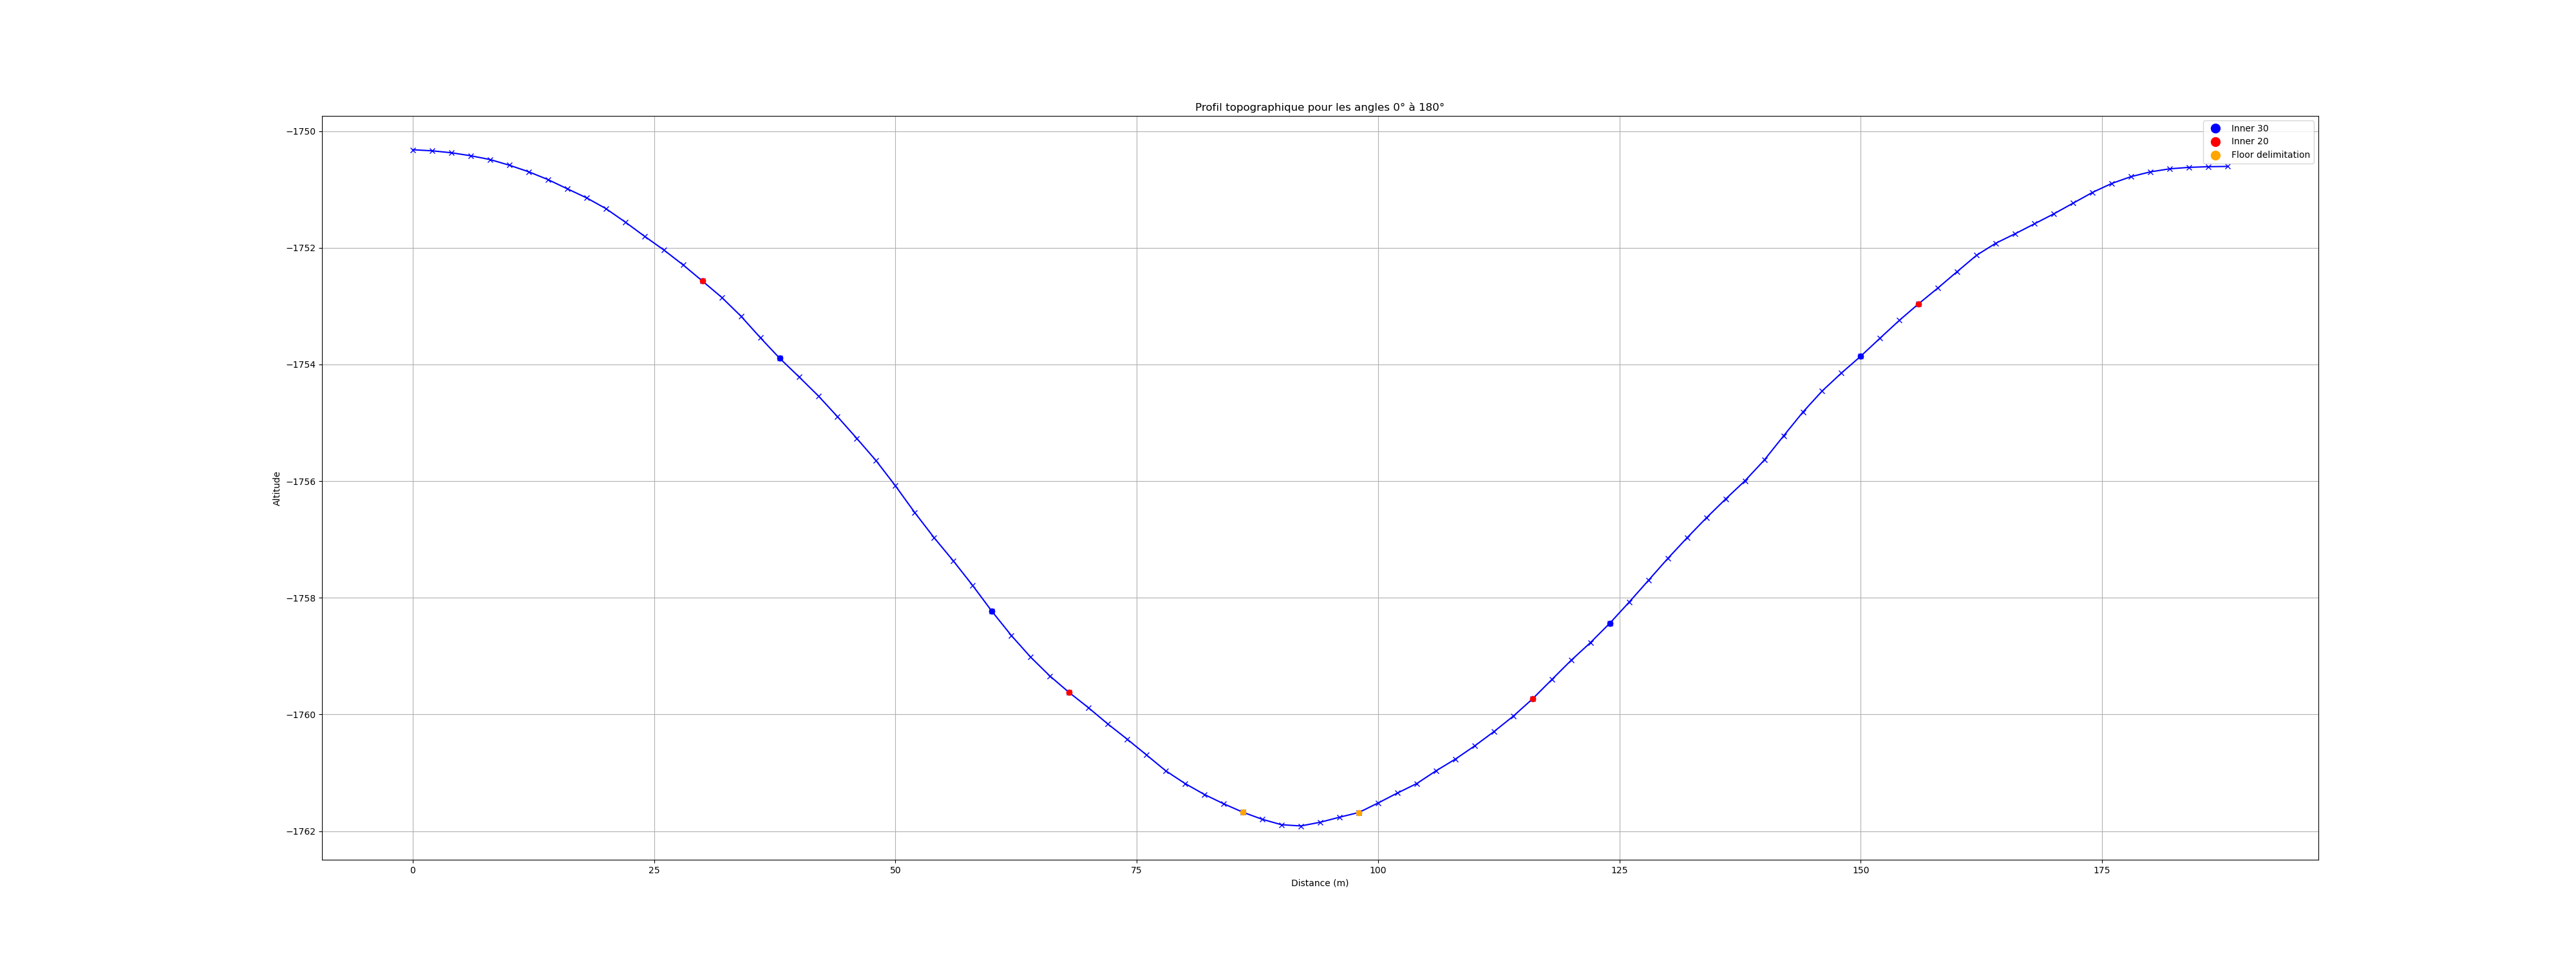 Profil topographique pour les angles 0° à 180°
Inner 30
Inner 20
Floor delimitation
Altitude
−1750
−1752
−1754
−1756
−1758
−1760
−1762
0 25 50 75 100 125 150 175
Distance (m)